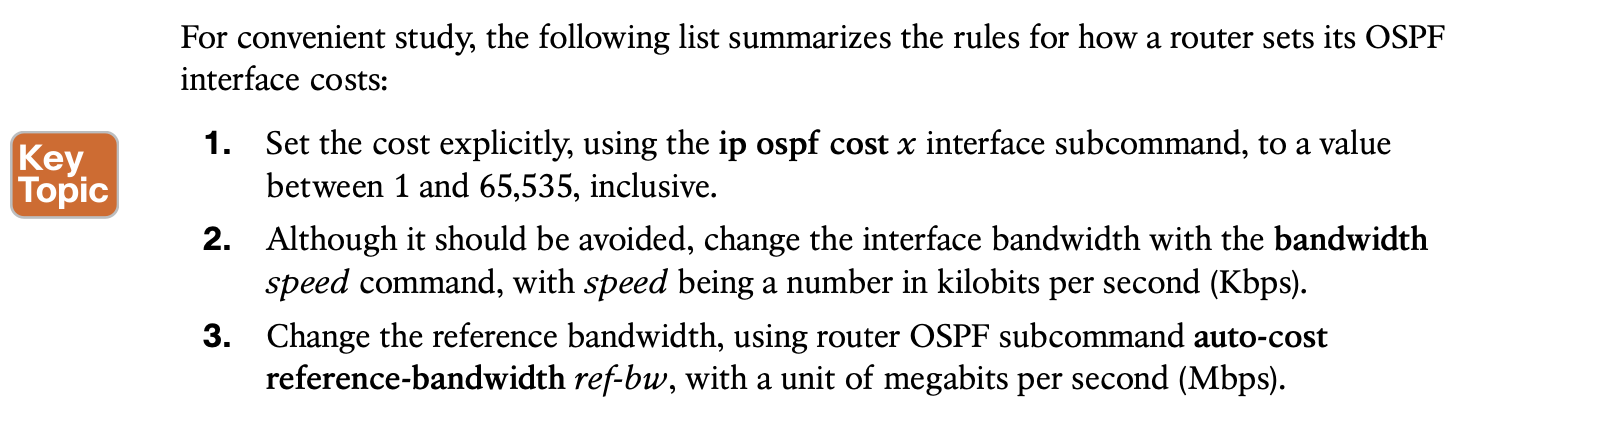 For convenient study, the following list summarizes the rules for how a router sets its OSPF
interface costs:
Key
Topic
1. Set the cost explicitly, using the ip ospf cost x interface subcommand, to a value
between 1 and 65,535, inclusive.
2. Although it should be avoided, change the interface bandwidth with the bandwidth
speed command, with speed being a number in kilobits per second (Kbps).
3. Change the reference bandwidth, using router OSPF subcommand auto-cost
reference-bandwidth ref-bw, with a unit of megabits per second (Mbps).